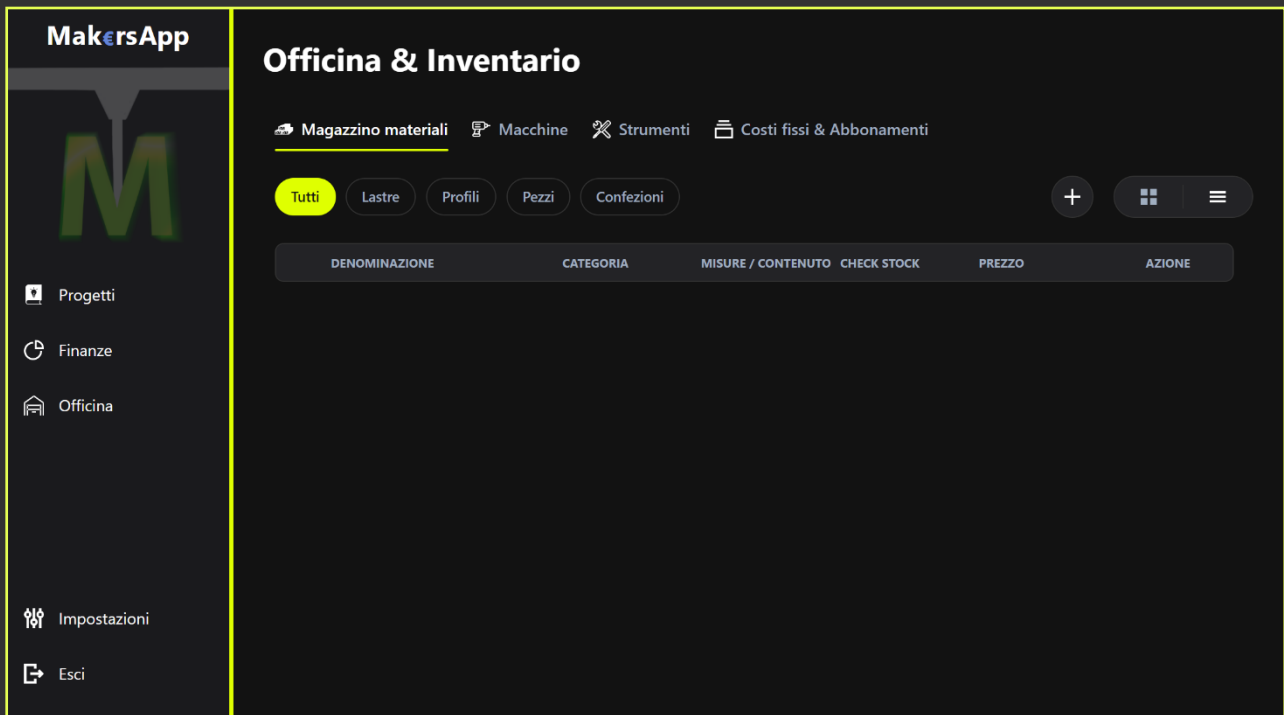 Mak€rsApp
M
Progetti
Finanze
Officina
Impostazioni
Esci
Officina & Inventario
Magazzino materiali Macchine Strumenti Costi fissi & Abbonamenti
Tutti Lastre Profili Pezzi Confezioni
DENOMINAZIONE CATEGORIA MISURE / CONTENUTO CHECK STOCK PREZZO AZIONE